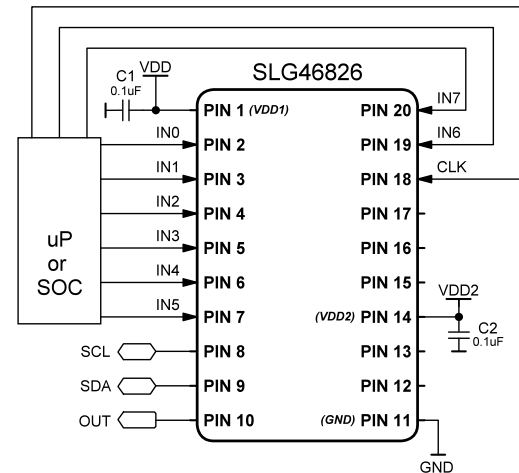 SLG46826
VDD
C1
0.1uF
PIN 1 (VDD1)
PIN 20
IN7
IN0
PIN 2
PIN 19
IN6
IN1
PIN 3
PIN 18
CLK
IN2
PIN 4
PIN 17
IN3
PIN 5
PIN 16
uP
or
SOC
IN4
PIN 6
PIN 15
IN5
PIN 7
(VDD2) PIN 14
VDD2
C2
0.1uF
SCL
PIN 8
PIN 13
SDA
PIN 9
PIN 12
OUT
PIN 10
(GND) PIN 11
GND